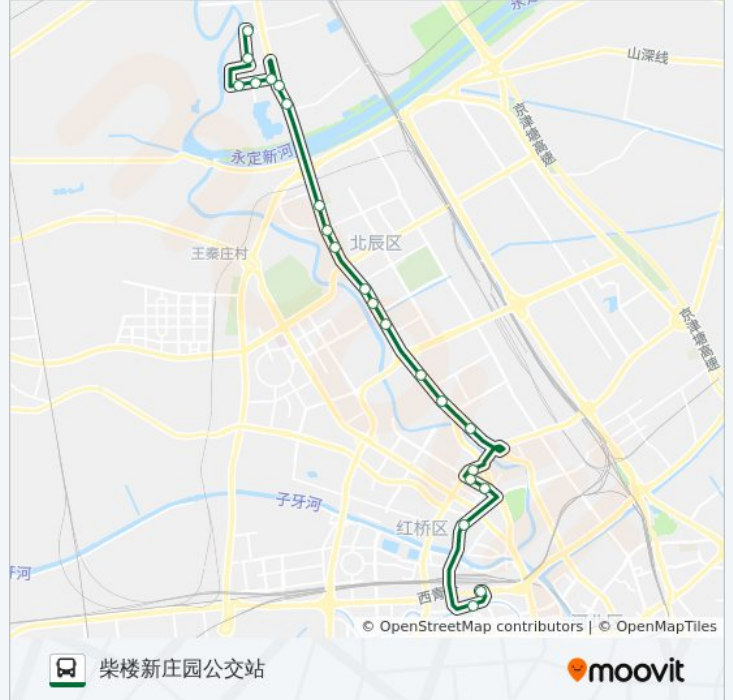 永定
山深线
京津塘高速
永定新河
北辰区
王秦庄村
京津塘高速
子牙河
红桥区
河
西青
© OpenStreetMap contributors | © OpenMapTiles
柴楼新庄园公交站
moovit